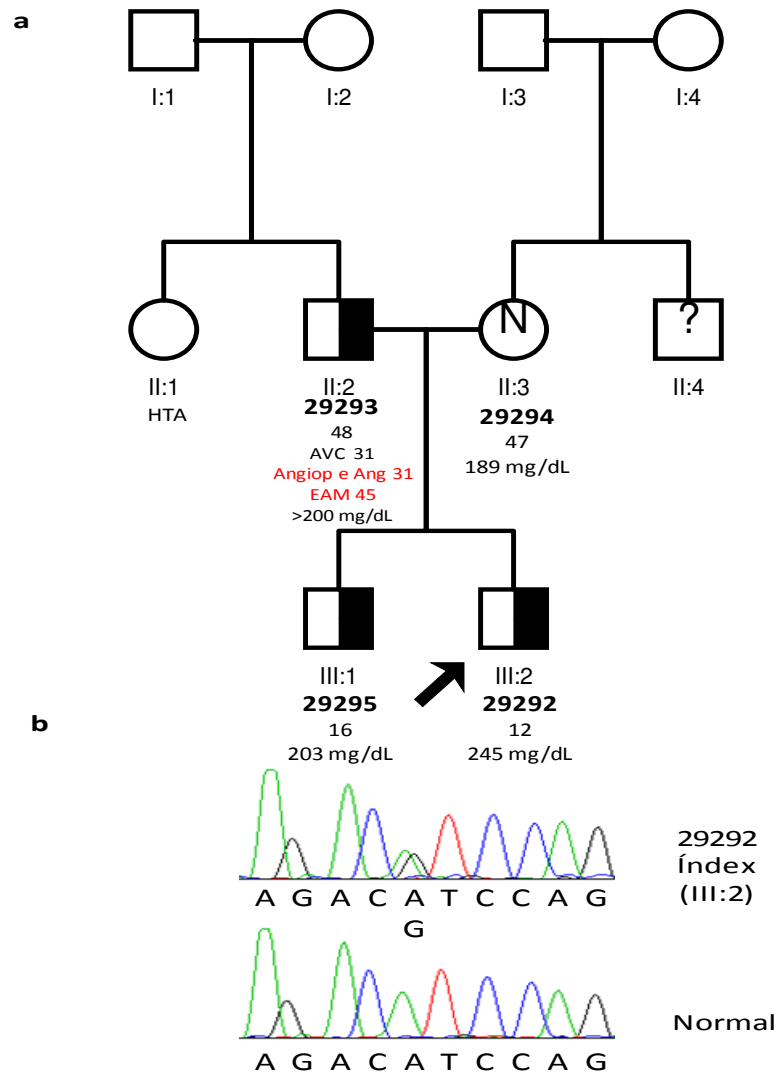 a
I:1 I:2 I:3 I:4
N ?
II:1 II:2 II:3 II:4
HTA 29293 29294
48 47
AVC 31 189 mg/dL
Angiop e Ang 31
EAM 45
>200 mg/dL
III:1 III:2
29295 29292
16 12
203 mg/dL 245 mg/dL
b
29292
Índex
(III:2)
A G A C A T C C A G
G
Normal
A G A C A T C C A G